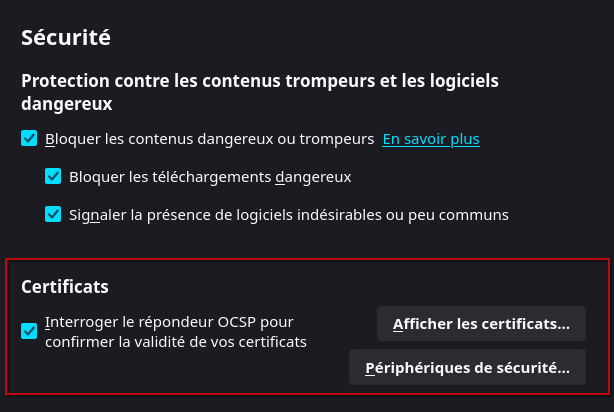 Sécurité
Protection contre les contenus trompeurs et les logiciels
dangereux
Bloquer les contenus dangereux ou trompeurs En savoir plus
Bloquer les téléchargements dangereux
Signaler la présence de logiciels indésirables ou peu communs
Certificats
Interroger le répondeur OCSP pour
confirmer la validité de vos certificats
Afficher les certificats...
Périphériques de sécurité...